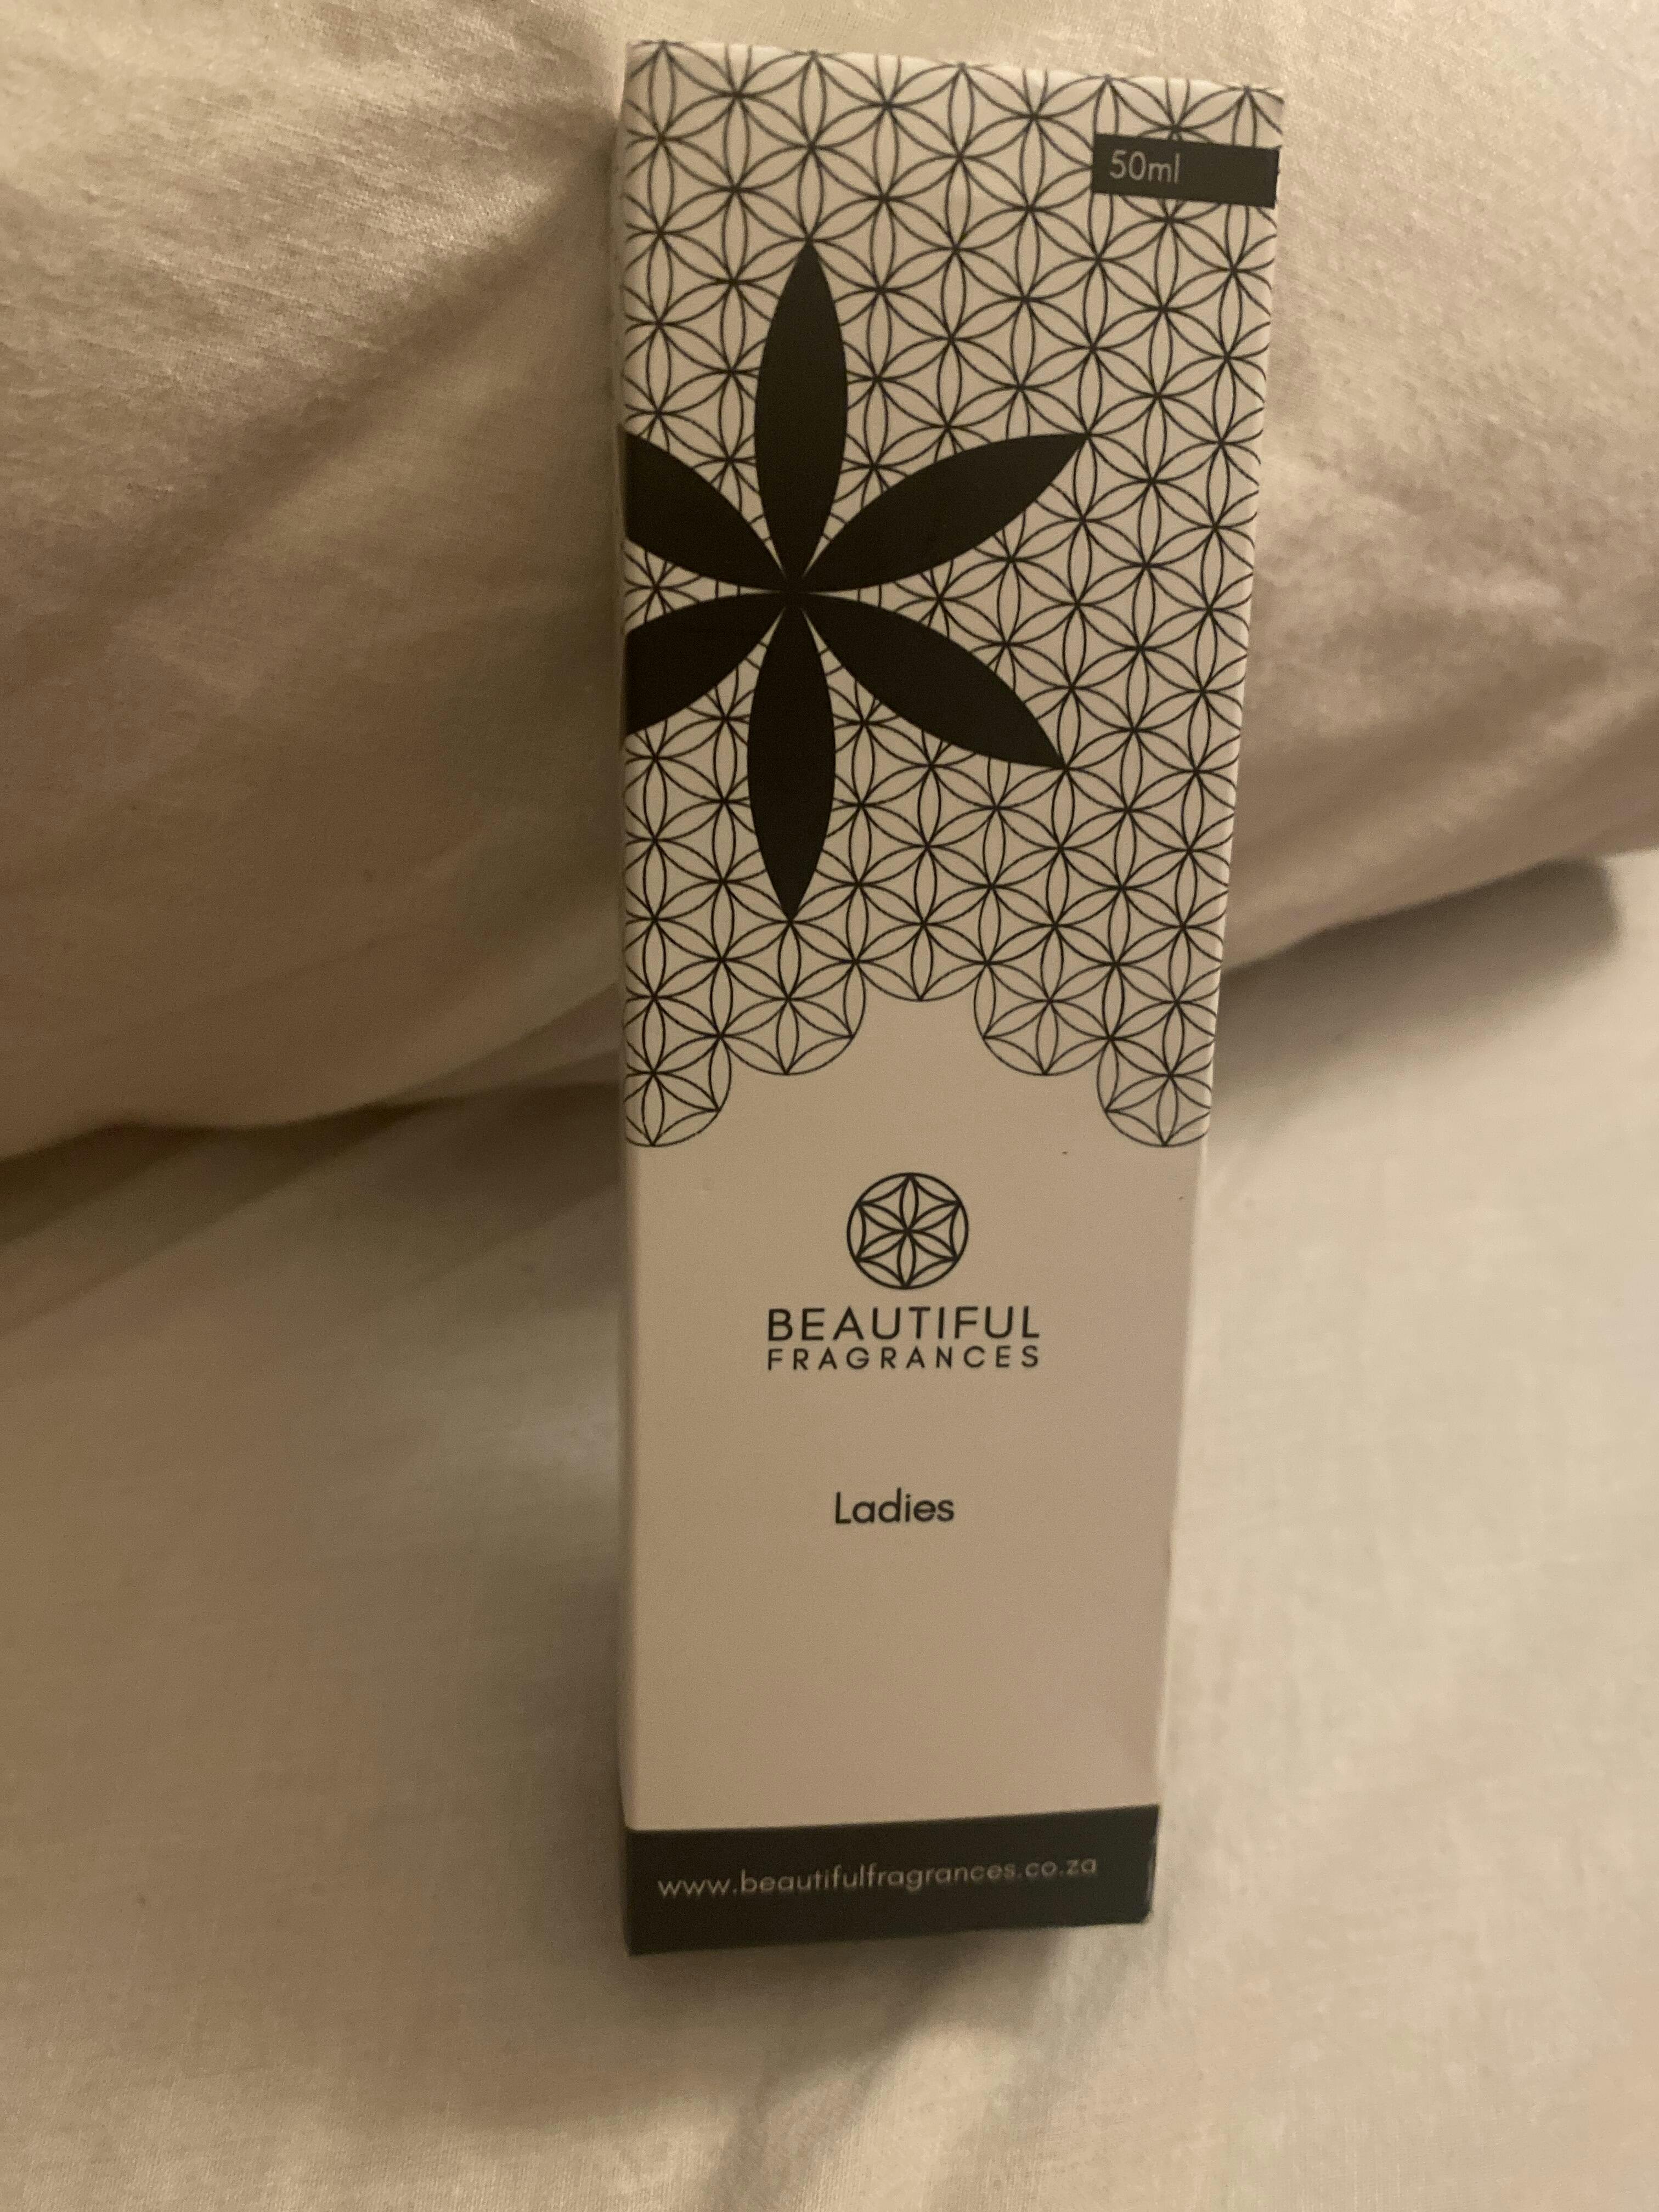 50ml
BEAUTIFUL
FRAGRANCES
Ladies
www.beautifulfragrances.co.za